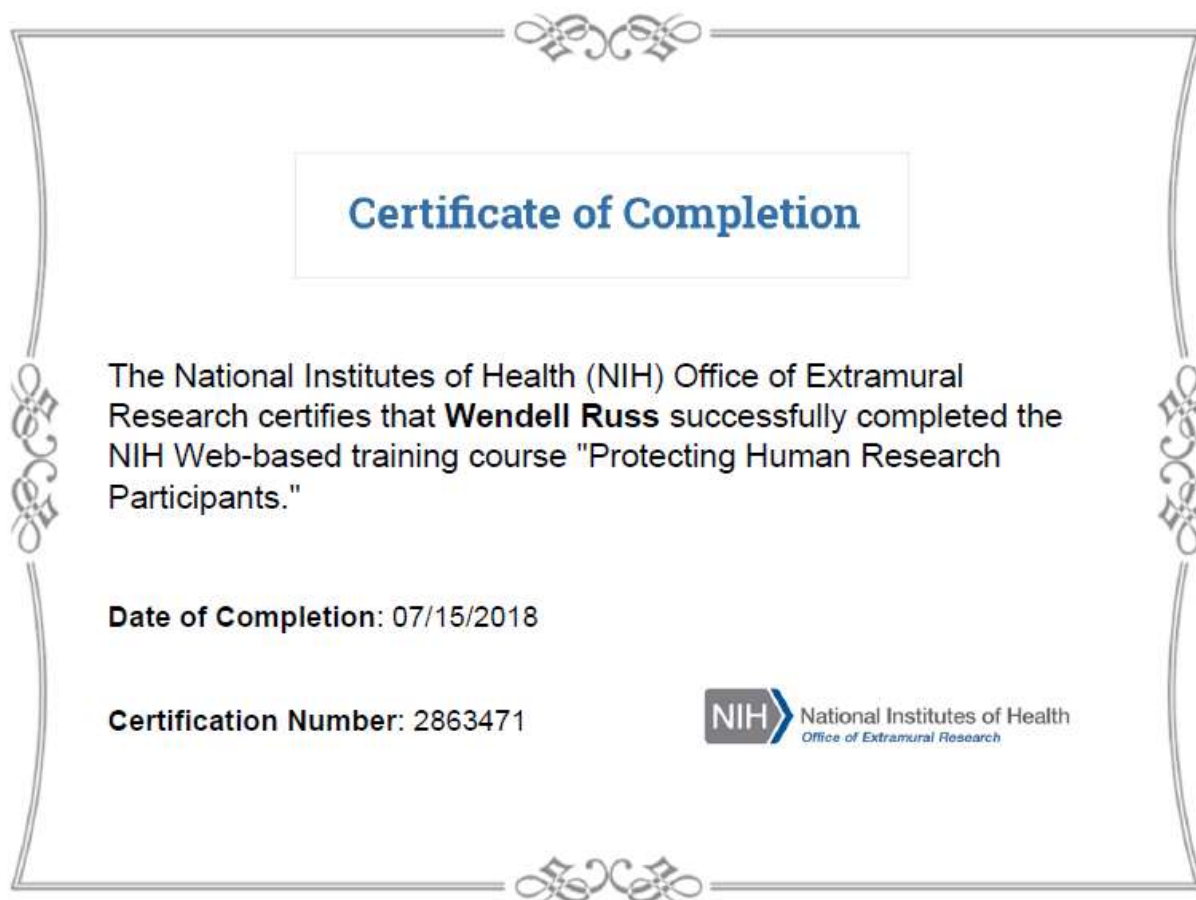 Certificate of Completion
The National Institutes of Health (NIH) Office of Extramural
Research certifies that Wendell Russ successfully completed the
NIH Web-based training course "Protecting Human Research
Participants."
Date of Completion: 07/15/2018
Certification Number: 2863471
NIH National Institutes of Health
Office of Extramural Research